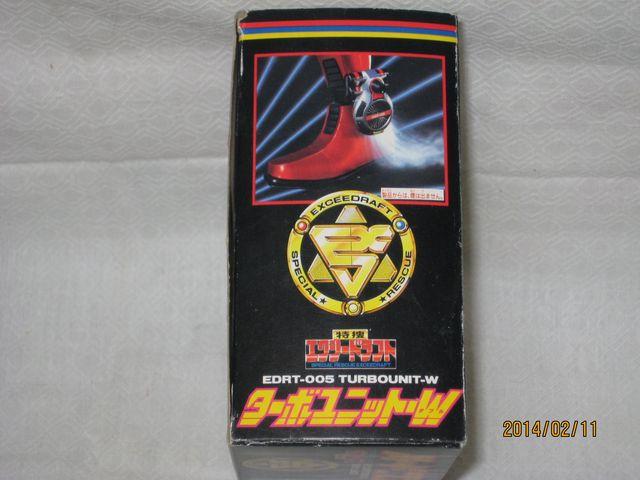 製品からは、煙は出ません。
EXCEEDRAFT
SPECIAL ★ ★ RESCUE
特捜
エクシードラフト
SPECIAL RESCUE EXCEEDRAFT
EDRT-005 TURBOUNIT-W
ターボユニットW
2014/02/11